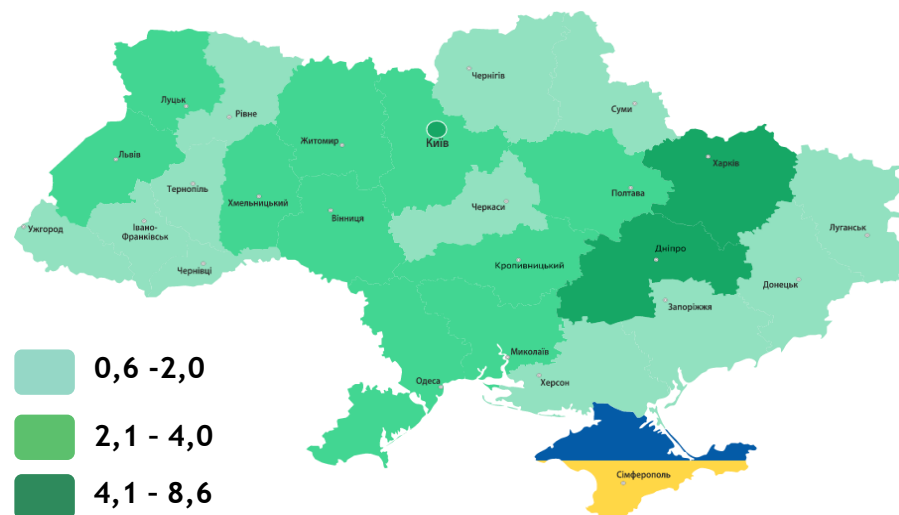 Чернігів
Луцьк
Рівне
Суми
Житомир
Київ
Львів
Харків
Тернопіль
Хмельницький
Полтава
Вінниця
Черкаси
Ужгород
Івано-
Франківськ
Луганськ
Дніпро
Чернівці
Кропивницький
Донецьк
Запоріжжя
Миколаїв
0,6 -2,0
Одеса
Херсон
2,1 - 4,0
Сімферополь
4,1 - 8,6